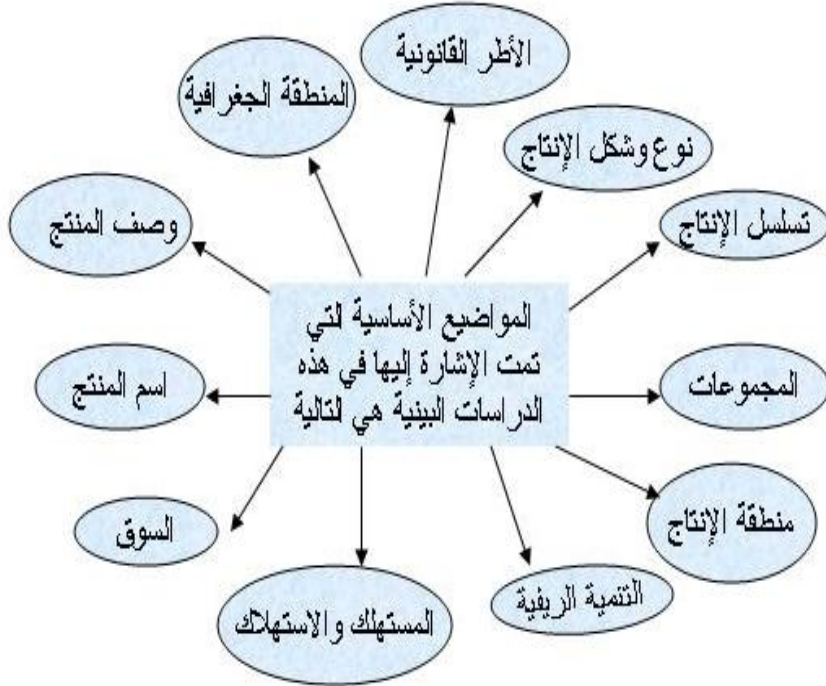 الأطر القانونية
المنطقة الجغرافية
نوع وشكل الإنتاج
وصف المنتج
تسلسل الإنتاج
المواضيع الأساسية التي
تمت الإشارة إليها في هذه
الدراسات البينية هي التالية
اسم المنتج
المجموعات
السوق
منطقة الإنتاج
المستهلك والاستهلاك
التنمية الريفية